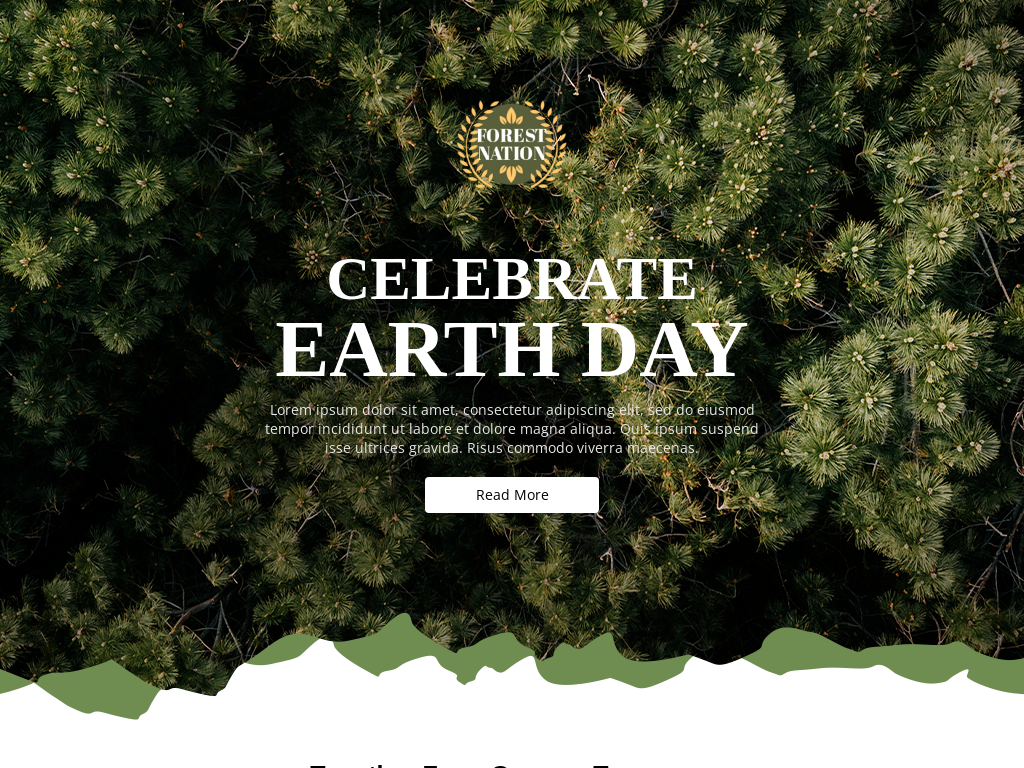 FOREST
NATION
CELEBRATE
EARTH DAY
Lorem ipsum dolor sit amet, consectetur adipiscing elit, sed do eiusmod
tempor incididunt ut labore et dolore magna aliqua. Quis ipsum suspend
isse ultrices gravida. Risus commodo viverra maecenas.
Read More